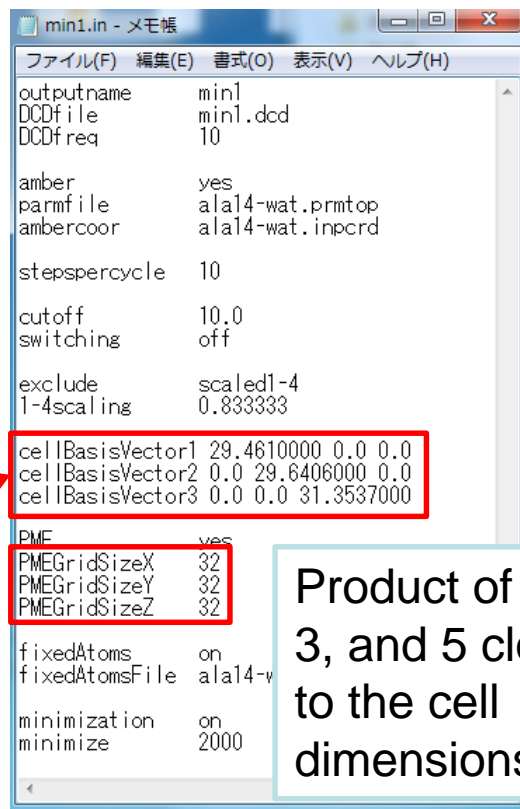 min1.in - メモ帳
ファイル(F) 編集(E) 書式(O) 表示(V) ヘルプ(H)
outputname min1
DCDfile min1.dcd
DCDfreq 10
amber yes
parmfile ala14-wat.prmtop
ambercoor ala14-wat.inpcrd
stepspercycle 10
cutoff 10.0
switching off
exclude scaled1-4
1-4scaling 0.833333
cellBasisVector1 29.4610000 0.0 0.0
cellBasisVector2 0.0 29.6406000 0.0
cellBasisVector3 0.0 0.0 31.3537000
PME yes
PMEGridSizeX 32
PMEGridSizeY 32
PMEGridSizeZ 32
fixedAtoms on
fixedAtomsFile ala14-w
minimization on
minimize 2000
Product of
3, and 5 clo
to the cell
dimensions